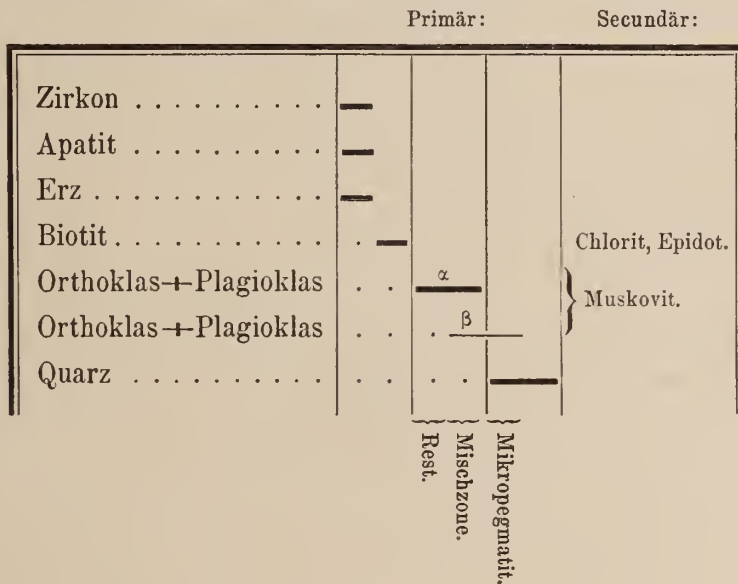 Primär: Secundär:
Zirkon . . . . . . . . . .
Apatit . . . . . . . . . .
Erz . . . . . . . . . . . .
Biotit . . . . . . . . . . . . . Chlorit, Epidot.
Orthoklas+Plagioklas . . α
Muskovit.
Orthoklas+Plagioklas . . . . β
Quarz . . . . . . . . . . . . . . .
Rest.
Mischzone.
Mikropegmatit.